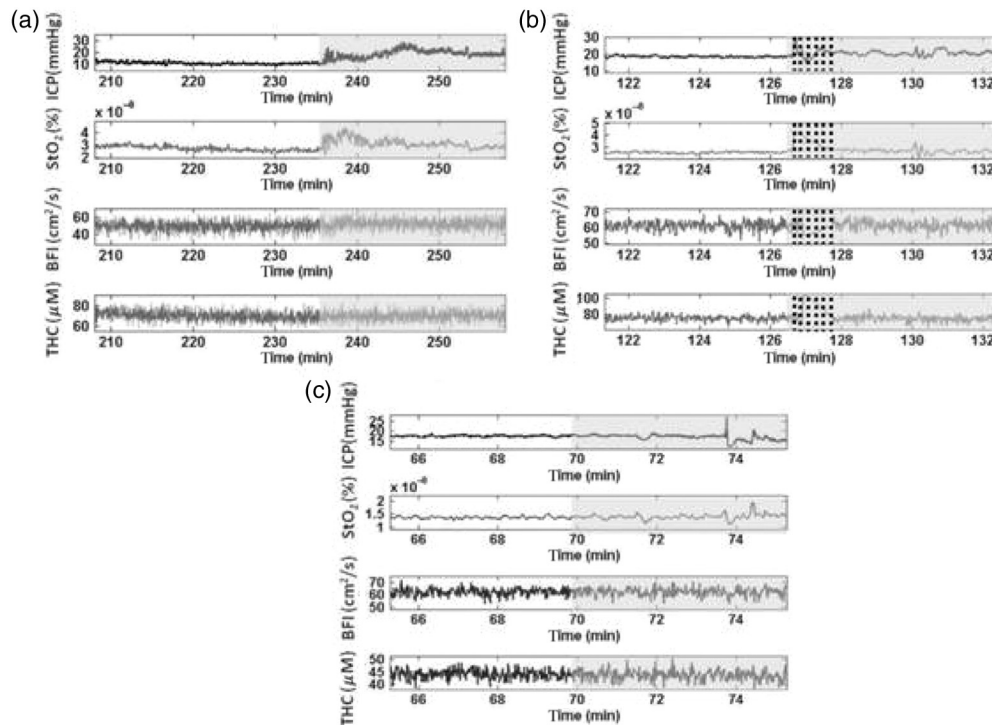 (a)
ICP(mmHg)
30
20
10
210 220 230 240 250
Time (min)
x 10⁻⁸
StO₂(%)
4
3
2
210 220 230 240 250
Time (min)
BFI (cm²/s)
60
40
210 220 230 240 250
Time (min)
THC (μM)
80
60
210 220 230 240 250
Time (min)
(b)
ICP(mmHg)
30
20
10
122 124 126 128 130 132
Time (min)
StO₂(%)
5
4
3
122 124 126 128 130 132
Time (min)
BFI (cm²/s)
70
60
50
122 124 126 128 130 132
Time (min)
THC (μM)
100
80
122 124 126 128 130 132
Time (min)
(c)
ICP(mmHg)
25
20
15
66 68 70 72 74
Time (min)
x 10⁻⁸
StO₂(%)
2
1.5
1
66 68 70 72 74
Time (min)
BFI (cm²/s)
70
60
50
66 68 70 72 74
Time (min)
THC (μM)
50
45
40
66 68 70 72 74
Time (min)